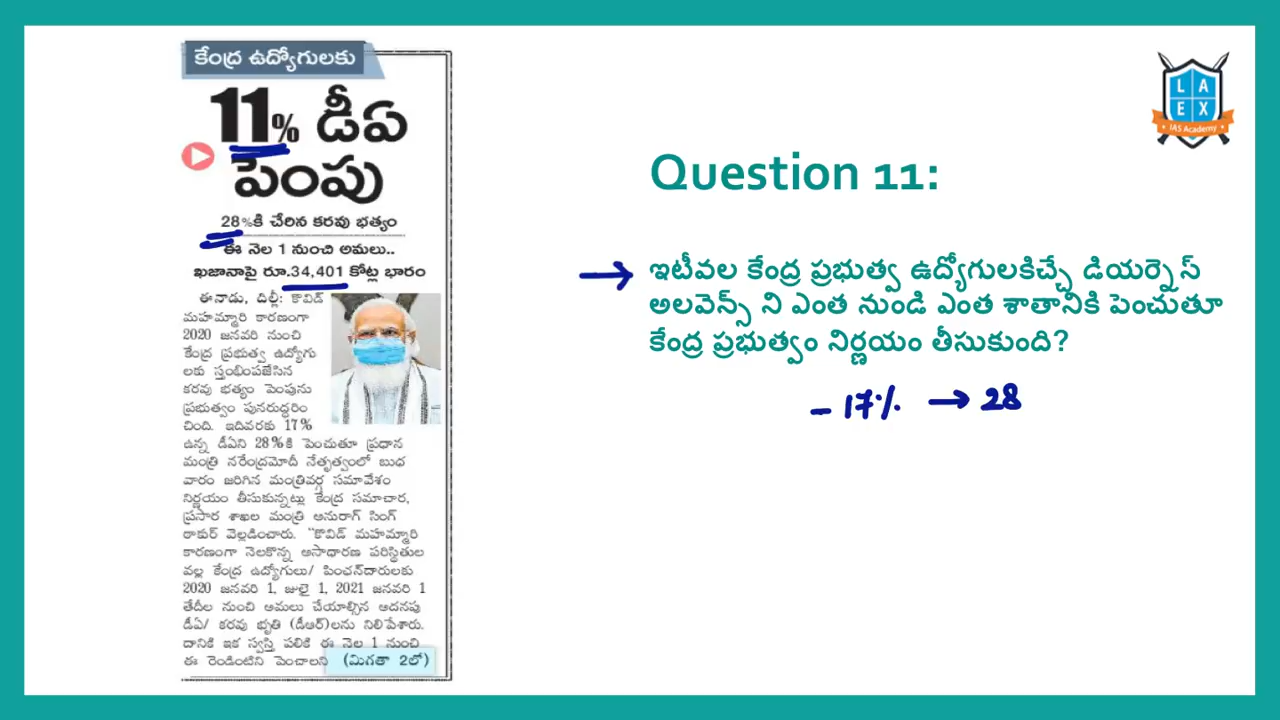 కేంద్ర ఉద్యోగులకు
11% డీఏ
పెంపు
28%కి చేరిన కరవు భత్యం
ఈ నెల 1 నుంచి అమలు..
ఖజానాపై రూ.34,401 కోట్ల భారం
ఈనాడు, దిల్లీ: కొవిడ్
మహమ్మారి కారణంగా
2020 జనవరి నుంచి
కేంద్ర ప్రభుత్వ ఉద్యోగు
లకు స్తంభింపజేసిన
కరవు భత్యం పెంపును
ప్రభుత్వం పునరుద్ధరిం
చింది. ఇదివరకు 17%
ఉన్న డీఏని 28%కి పెంచుతూ ప్రధాన
మంత్రి నరేంద్రమోదీ నేతృత్వంలో బుధ
వారం జరిగిన మంత్రివర్గ సమావేశం
నిర్ణయం తీసుకున్నట్లు కేంద్ర సమాచార,
ప్రసార శాఖల మంత్రి అనురాగ్ సింగ్
ఠాకుర్ వెల్లడించారు. "కొవిడ్ మహమ్మారి
కారణంగా నెలకొన్న అసాధారణ పరిస్థితుల
వల్ల కేంద్ర ఉద్యోగులు/ పింఛన్‌దారులకు
2020 జనవరి 1, జులై 1, 2021 జనవరి 1
తేదీల నుంచి అమలు చేయాల్సిన అదనపు
డీఏ/ కరవు భృతి (డీఆర్)లను నిలిపేశారు.
దానికి ఇక స్వస్తి పలికి ఈ నెల 1 నుంచి
ఈ రెండింటినీ పెంచాలని (మిగతా 2లో)
L A
E X
IAS Academy
Question 11:
ఇటీవల కేంద్ర ప్రభుత్వ ఉద్యోగులకిచ్చే డియర్నెస్
అలవెన్స్ ని ఎంత నుండి ఎంత శాతానికి పెంచుతూ
కేంద్ర ప్రభుత్వం నిర్ణయం తీసుకుంది?
- 17% → 28